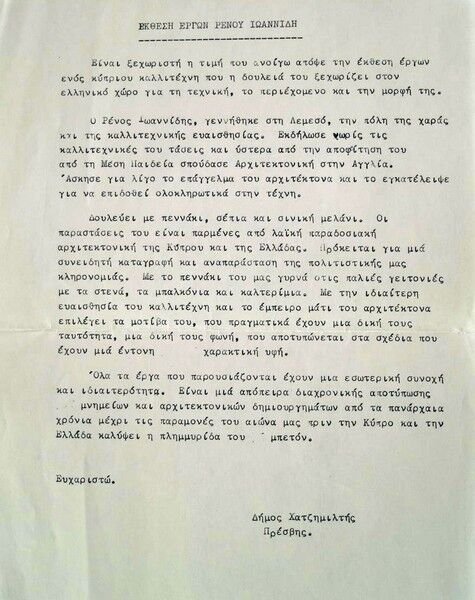 ΕΚΘΕΣΗ ΕΡΓΩΝ ΡΕΝΟΥ ΙΩΑΝΝΙΔΗ
Είναι ξεχωριστή η τιμή που ανοίγω απόψε την έκθεση έργων
ενός κύπριου καλλιτέχνη που η δουλειά του ξεχωρίζει στον
ελληνικό χώρο για τη τεχνική, το περιέχομενο και την μορφή της.
Ο Ρένος Ιωαννίδης, γεννήθηκε στη Λεμεσό, την πόλη της χαράς
και της καλλιτεχνικής ευαισθησίας. Εκδήλωσε χωρίς τις
καλλιτεχνικές του τάσεις και ύστερα από την αποφίτηση του
από τη Μεση Παιδεία σπούδασε Αρχιτεκτονική στην Αγγλία.
Άσκησε για λίγο το επάγγελμα του αρχιτέκτονα και το εγκατέλειψε
για να επιδοθεί ολοκληρωτικά στην τέχνη.
Δουλεύει με πεννάκι, σέπια και σινική μελάνι. Οι
παραστάσεις του είναι παρμένες από λαϊκή παραδοσιακή
αρχιτεκτονική της Κύπρου και της Ελλάδας. Πρόκειται για μιά
συνειδητή καταγραφή και αναπαράσταση της πολιτιστικής μας
κληρονομιάς. Με το πεννάκι του μας γυρνά στις παλιές γειτονιές
με τα στενά, τα μπαλκόνια και καλτερίμια. Με την ιδιαίτερη
ευαισθησία του καλλιτέχνη και το έμπειρο μάτι του αρχιτέκτονα
επιλέγει τα μοτίβα του, που πραγματικά έχουν μια δική τους
ταυτότητα, μια δική τους φωνή, που αποτυπώνεται στα σχέδια που
έχουν μιά έντονη χαρακτική υφή.
Όλα τα έργα που παρουσιάζονται έχουν μια εσωτερική συνοχή
και ιδιαιτερότητα. Είναι μιά απόπειρα διαχρονικής αποτύπωσης
μνημείων και αρχιτεκτονικών δημιουργημάτων από τα πανάρχαια
χρόνια μέχρι τις παραμονές του αιώνα μας πριν την Κύπρο και την
Ελλάδα καλύψει η πλημμυρίδα του μπετόν.
Ευχαριστώ.
Δήμος Χατζημιλτής
Πρέσβης.